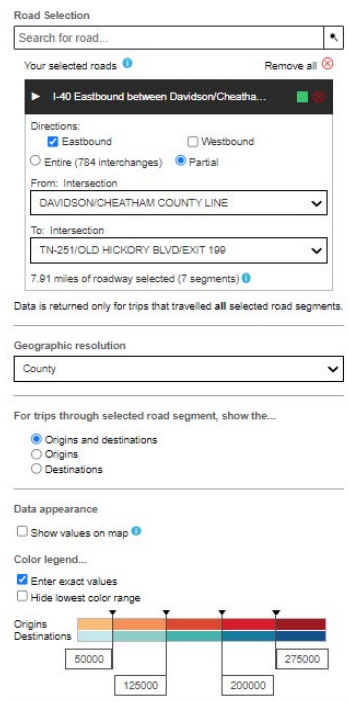 Road Selection
Search for road...
Your selected roads Remove all
I-40 Eastbound between Davidson/Cheatha...
Directions:
Eastbound Westbound
Entire (784 interchanges) Partial
From: Intersection
DAVIDSON/CHEATHAM COUNTY LINE
To: Intersection
TN-251/OLD HICKORY BLVD/EXIT 199
7.91 miles of roadway selected (7 segments)
Data is returned only for trips that travelled all selected road segments.
Geographic resolution
County
For trips through selected road segment, show the...
Origins and destinations
Origins
Destinations
Data appearance
Show values on map
Color legend...
Enter exact values
Hide lowest color range
Origins
Destinations
50000 275000
125000 200000